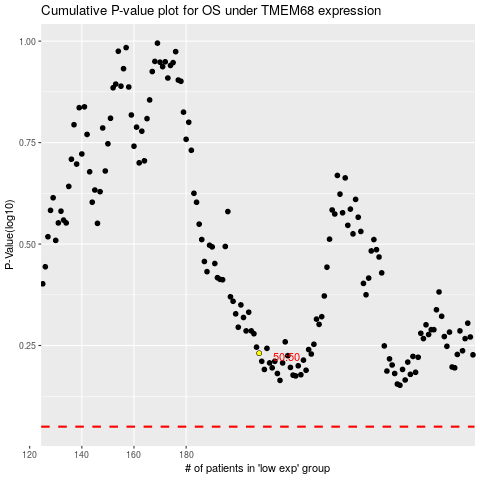 Cumulative P-value plot for OS under TMEM68 expression
1.00
0.75
0.50
0.25
P-Value(log10)
50:50
120 140 160 180
# of patients in 'low exp' group